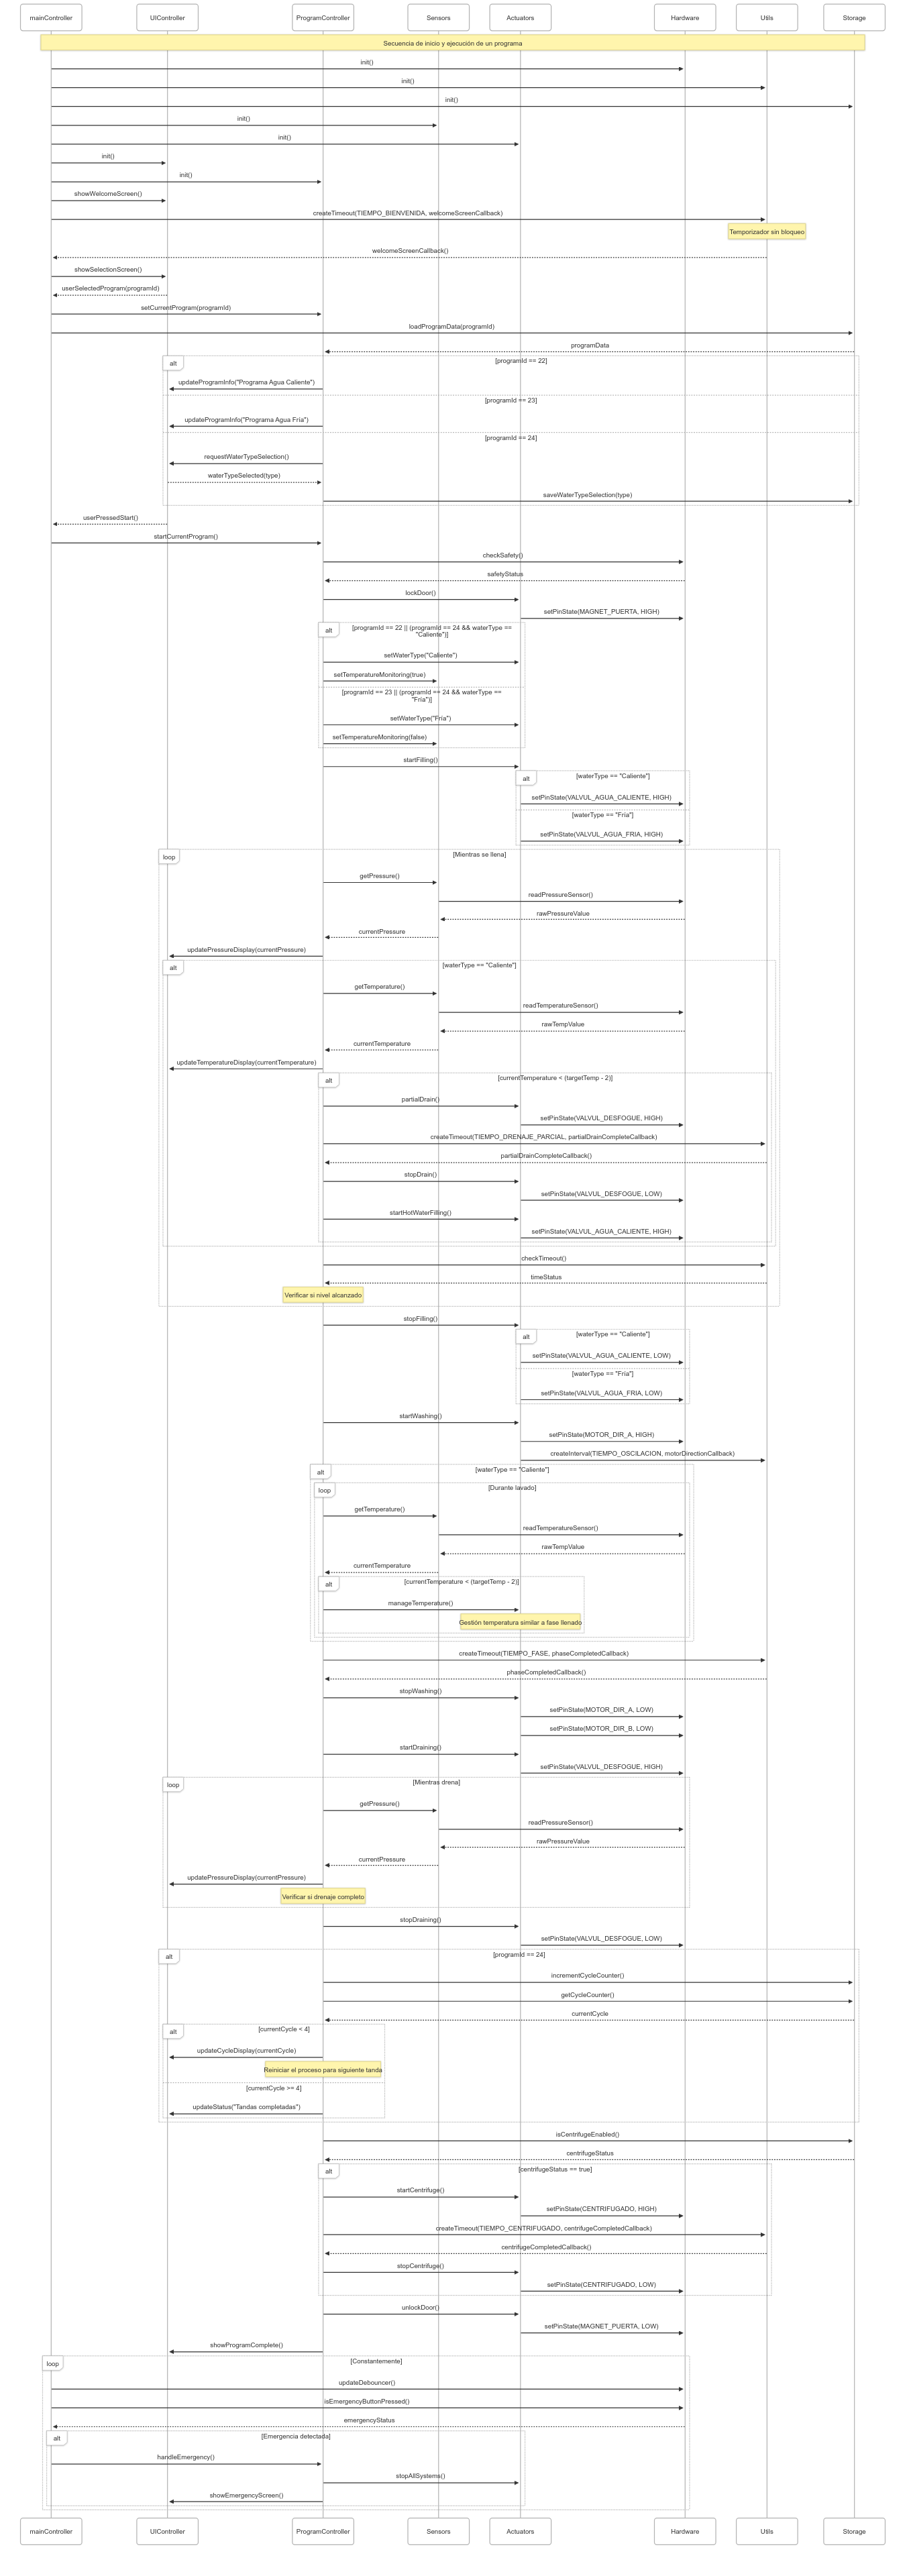 mainController
UIController
ProgramController
Sensors
Actuators
Hardware
Utils
Storage
Secuencia de inicio y ejecución de un programa
init()
init()
init()
init()
init()
init()
init()
showWelcomeScreen()
createTimeout(TIEMPO_BIENVENIDA, welcomeScreenCallback)
Temporizador sin bloqueo
welcomeScreenCallback()
showSelectionScreen()
userSelectedProgram(programId)
setCurrentProgram(programId)
loadProgramData(programId)
programData
alt
[programId == 22]
updateProgramInfo("Programa Agua Caliente")
[programId == 23]
updateProgramInfo("Programa Agua Fría")
[programId == 24]
requestWaterTypeSelection()
waterTypeSelected(type)
saveWaterTypeSelection(type)
userPressedStart()
startCurrentProgram()
checkSafety()
safetyStatus
lockDoor()
setPinState(MAGNET_PUERTA, HIGH)
alt
[programId == 22 || (programId == 24 && waterType ==
"Caliente")]
setWaterType("Caliente")
setTemperatureMonitoring(true)
[programId == 23 || (programId == 24 && waterType ==
"Fría")]
setWaterType("Fría")
setTemperatureMonitoring(false)
startFilling()
alt
[waterType == "Caliente"]
setPinState(VALVUL_AGUA_CALIENTE, HIGH)
[waterType == "Fría"]
setPinState(VALVUL_AGUA_FRIA, HIGH)
loop
[Mientras se llena]
getPressure()
readPressureSensor()
rawPressureValue
currentPressure
updatePressureDisplay(currentPressure)
alt
[waterType == "Caliente"]
getTemperature()
readTemperatureSensor()
rawTempValue
currentTemperature
updateTemperatureDisplay(currentTemperature)
alt
[currentTemperature < (targetTemp - 2)]
partialDrain()
setPinState(VALVUL_DESFOGUE, HIGH)
createTimeout(TIEMPO_DRENAJE_PARCIAL, partialDrainCompleteCallback)
partialDrainCompleteCallback()
stopDrain()
setPinState(VALVUL_DESFOGUE, LOW)
startHotWaterFilling()
setPinState(VALVUL_AGUA_CALIENTE, HIGH)
checkTimeout()
timeStatus
Verificar si nivel alcanzado
stopFilling()
alt
[waterType == "Caliente"]
setPinState(VALVUL_AGUA_CALIENTE, LOW)
[waterType == "Fría"]
setPinState(VALVUL_AGUA_FRIA, LOW)
startWashing()
setPinState(MOTOR_DIR_A, HIGH)
createInterval(TIEMPO_OSCILACION, motorDirectionCallback)
alt
[waterType == "Caliente"]
loop
[Durante lavado]
getTemperature()
readTemperatureSensor()
rawTempValue
currentTemperature
alt
[currentTemperature < (targetTemp - 2)]
manageTemperature()
Gestión temperatura similar a fase llenado
createTimeout(TIEMPO_FASE, phaseCompletedCallback)
phaseCompletedCallback()
stopWashing()
setPinState(MOTOR_DIR_A, LOW)
setPinState(MOTOR_DIR_B, LOW)
startDraining()
setPinState(VALVUL_DESFOGUE, HIGH)
loop
[Mientras drena]
getPressure()
readPressureSensor()
rawPressureValue
currentPressure
updatePressureDisplay(currentPressure)
Verificar si drenaje completo
stopDraining()
setPinState(VALVUL_DESFOGUE, LOW)
alt
[programId == 24]
incrementCycleCounter()
getCycleCounter()
currentCycle
alt
[currentCycle < 4]
updateCycleDisplay(currentCycle)
Reiniciar el proceso para siguiente tanda
[currentCycle >= 4]
updateStatus("Tandas completadas")
isCentrifugeEnabled()
centrifugeStatus
alt
[centrifugeStatus == true]
startCentrifuge()
setPinState(CENTRIFUGADO, HIGH)
createTimeout(TIEMPO_CENTRIFUGADO, centrifugeCompletedCallback)
centrifugeCompletedCallback()
stopCentrifuge()
setPinState(CENTRIFUGADO, LOW)
unlockDoor()
setPinState(MAGNET_PUERTA, LOW)
showProgramComplete()
loop
[Constantemente]
updateDebouncer()
isEmergencyButtonPressed()
emergencyStatus
alt
[Emergencia detectada]
handleEmergency()
stopAllSystems()
showEmergencyScreen()
mainController
UIController
ProgramController
Sensors
Actuators
Hardware
Utils
Storage